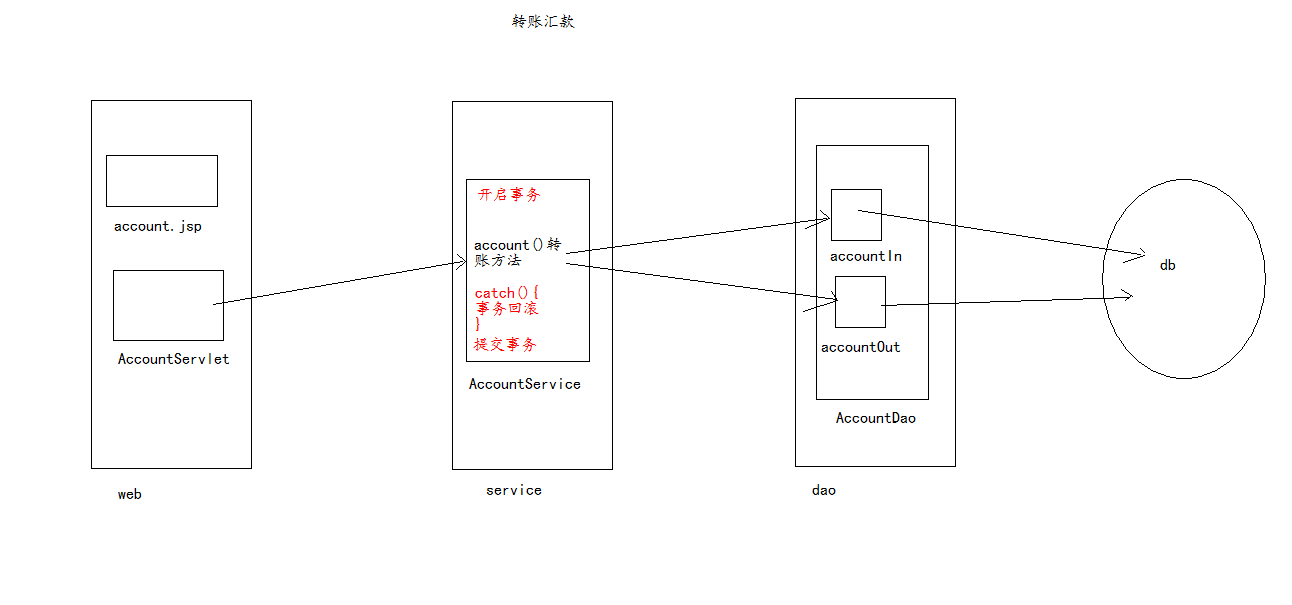 转账汇款
account.jsp
AccountServlet
web
开启事务
account()转
账方法
catch(){
事务回滚
}
提交事务
AccountService
service
accountIn
accountOut
AccountDao
dao
db